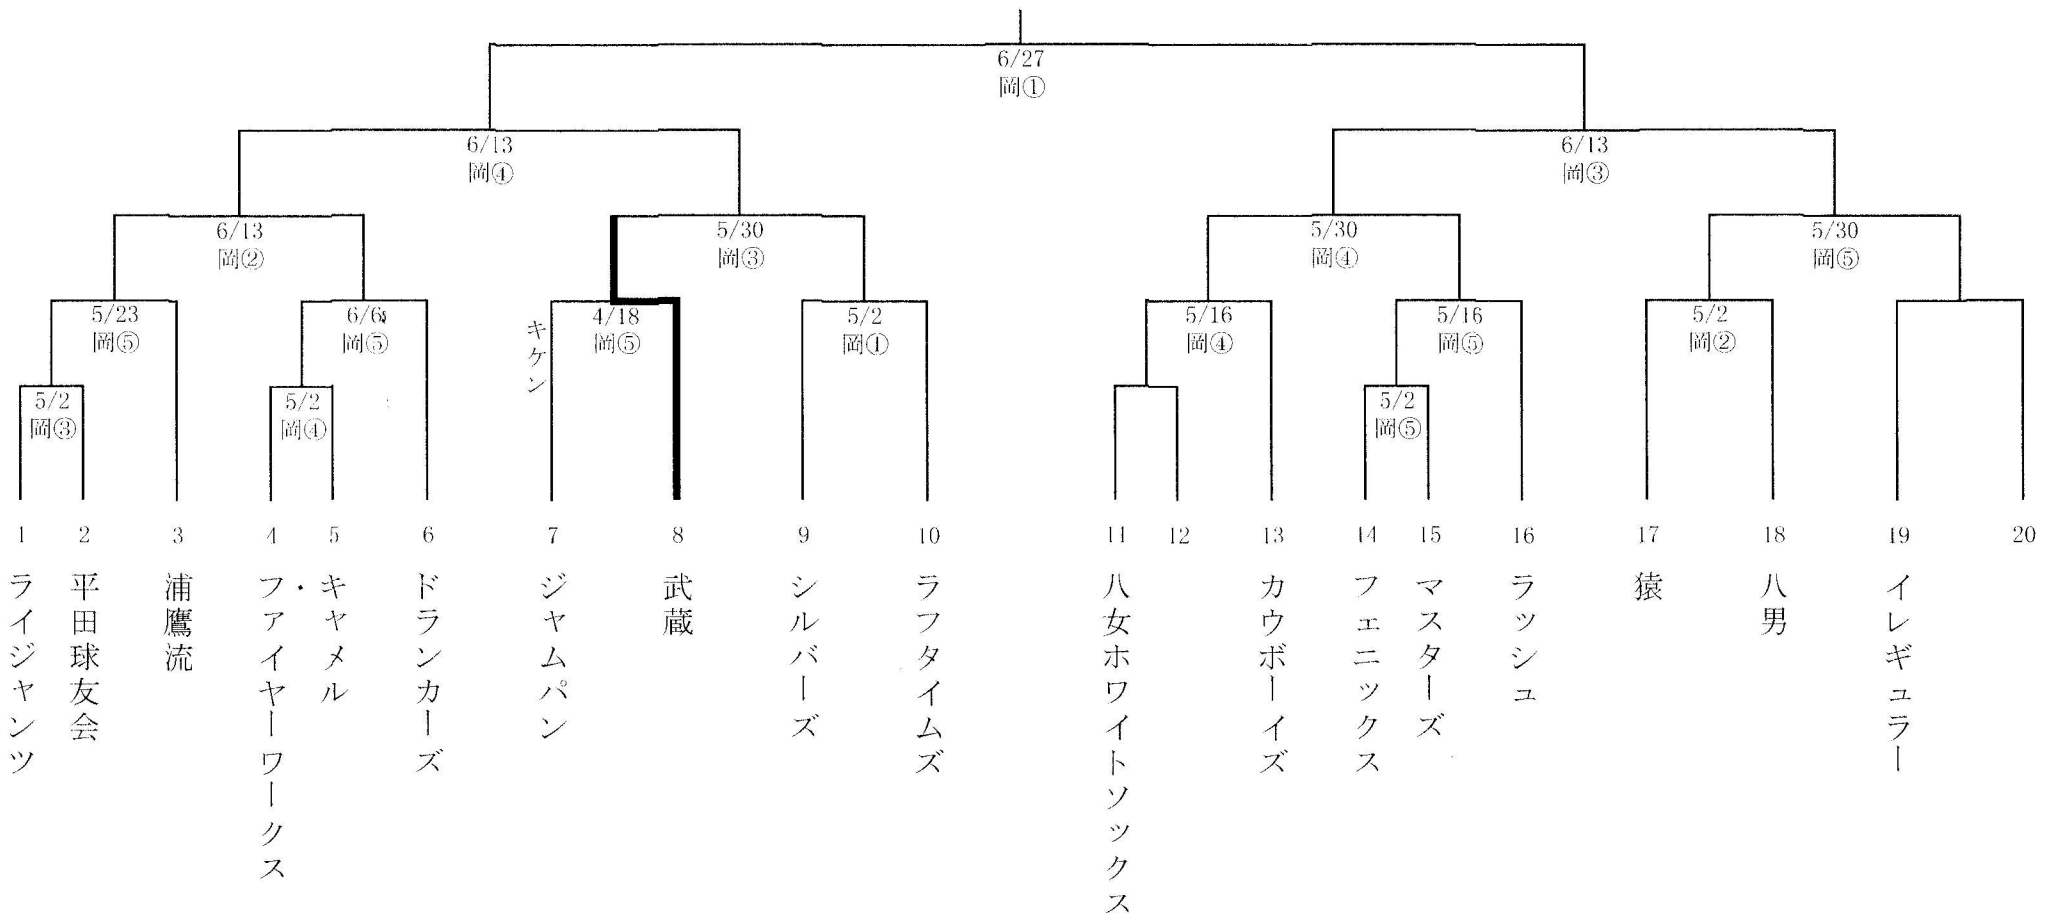 6/27
岡①
6/13
岡④
6/13
岡③
6/13
岡②
5/30
岡③
5/30
岡④
5/30
岡⑤
5/23
岡⑤
6/6
岡⑤
キケン
4/18
岡⑤
5/2
岡①
5/16
岡④
5/16
岡⑤
5/2
岡②
5/2
岡③
5/2
岡④
5/2
岡⑤
1
2
3
4
5
6
7
8
9
10
11
12
13
14
15
16
17
18
19
20
ライジャンツ
平田球友会
浦鷹流
ファイヤーワークス
・キャメル
ドランカーズ
ジャムパン
武蔵
シルバーズ
ラフタイムズ
八女ホワイトソックス
カウボーイズ
フェニックス
マスターズ
ラッシュ
猿
八男
イレギュラー